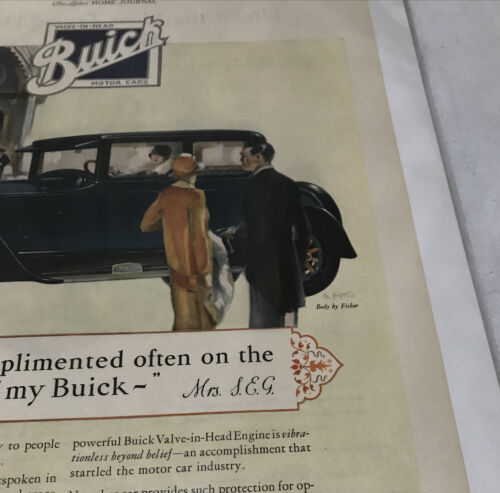 HOME JOURNAL
VALVE-IN-HEAD
Buick
MOTOR CARS
Body by Fisher
plimented often on the
my Buick~"
Mrs. S.E.G.
to people
powerful Buick Valve-in-Head Engine is vibra-
tionless beyond belief—an accomplishment that
startled the motor car industry.
spoken in
provides such protection for op-